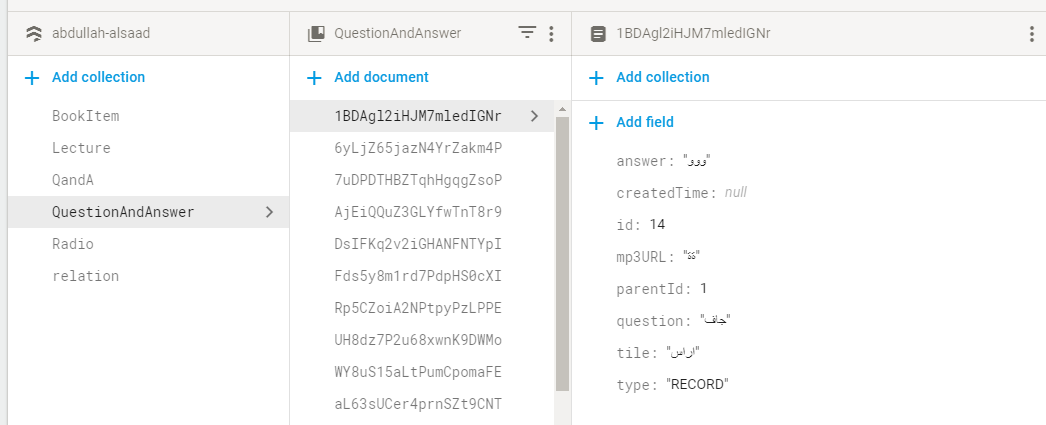 abdullah-alsaad
Add collection
BookItem
Lecture
QandA
QuestionAndAnswer
Radio
relation
QuestionAndAnswer
Add document
1BDAgl2iHJM7mledIGNr
6yLjZ65jazN4YrZakm4P
7uDPDTHBZTqhHgqgZsoP
AjEiQQuZ3GLYfwTnT8r9
DsIFKq2v2iGHANFNTYpI
Fds5y8m1rd7PdpHS0cXI
Rp5CZoiA2NPtpyPzLPPE
UH8dz7P2u68xwnK9DWMo
WY8uS15aLtPumCpomaFE
aL63sUCer4prnSZt9CNT
1BDAgl2iHJM7mledIGNr
Add collection
Add field
answer: "ووو"
createdTime: null
id: 14
mp3URL:
parentId: 1
question: "جاف"
tile: "اراس"
type: "RECORD"